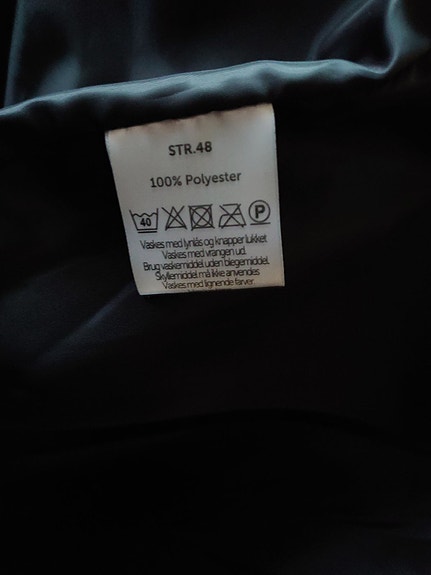 STR.48
100% Polyester
40 P
Vaskes med lynlås og knapper lukket
Vaskes med vrangen ud.
Brug vaskemiddel uden blegemiddel.
Skyllemiddel må ikke anvendes
Vaskes med lignende farver